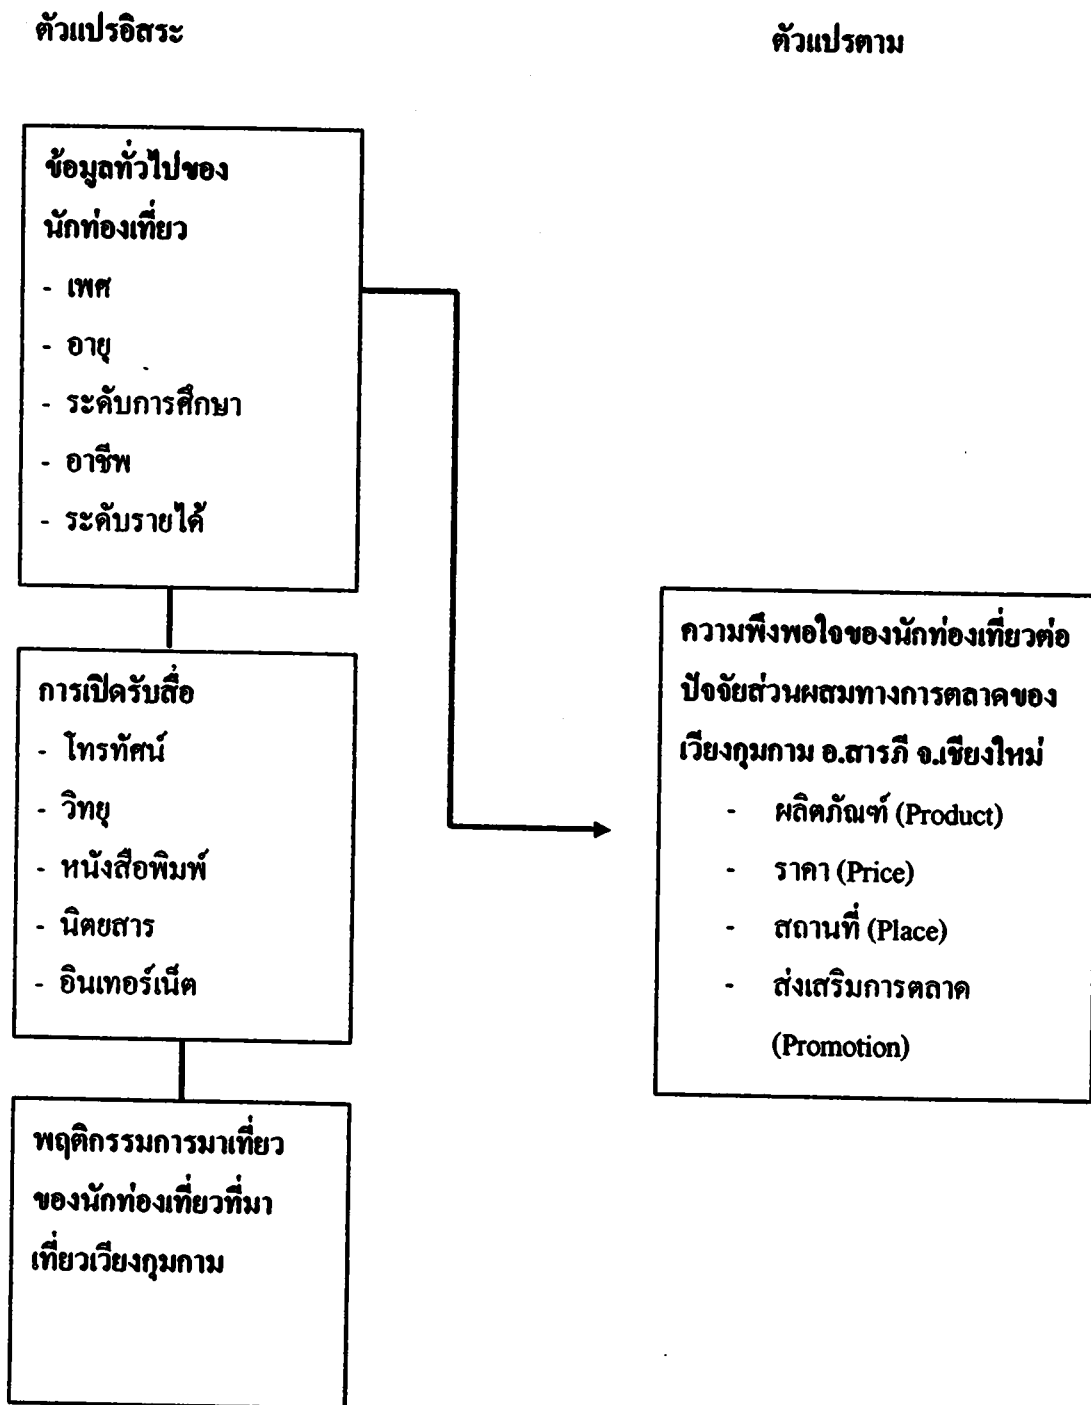 ตัวแปรอิสระ
ตัวแปรตาม
ข้อมูลทั่วไปของ
นักท่องเที่ยว
- เพศ
- อายุ
- ระดับการศึกษา
- อาชีพ
- ระดับรายได้
การเปิดรับสื่อ
- โทรทัศน์
- วิทยุ
- หนังสือพิมพ์
- นิตยสาร
- อินเทอร์เน็ต
พฤติกรรมการมาเที่ยว
ของนักท่องเที่ยวที่มา
เที่ยวเวียงกุมกาม
ความพึงพอใจของนักท่องเที่ยวต่อ
ปัจจัยส่วนผสมทางการตลาดของ
เวียงกุมกาม อ.สารภี จ.เชียงใหม่
- ผลิตภัณฑ์ (Product)
- ราคา (Price)
- สถานที่ (Place)
- ส่งเสริมการตลาด
(Promotion)